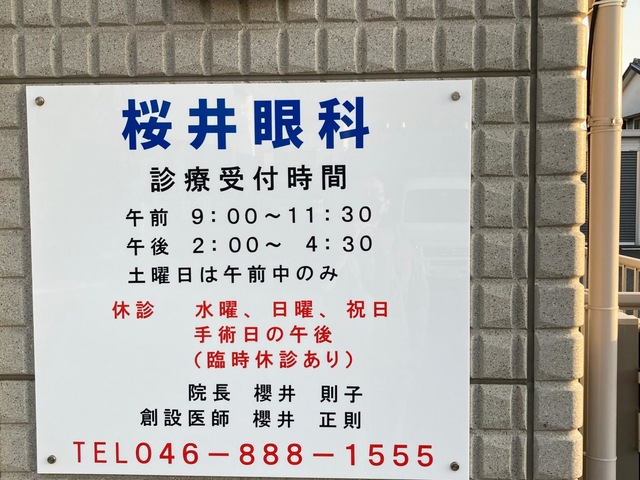 桜井眼科
診療受付時間
午前 9：00～11：30
午後 2：00～ 4：30
土曜日は午前中のみ
休診 水曜、日曜、祝日
手術日の午後
（臨時休診あり）
院長 櫻井 則子
創設医師 櫻井 正則
TEL046－888－1555